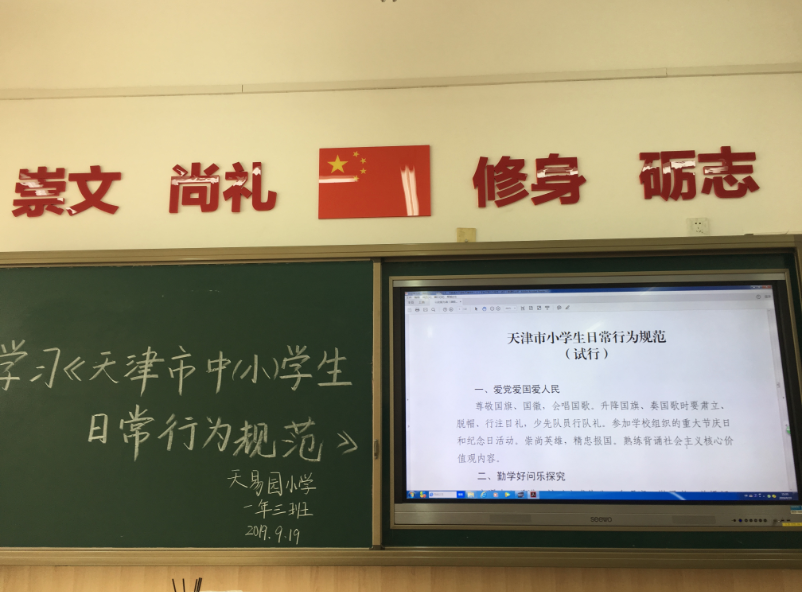 崇文 尚礼 修身 砺志
学习《天津市中(小)学生
日常行为规范》
天易园小学
一年三班
2019.9.19
天津市小学生日常行为规范
（试行）
一、爱党爱国爱人民
尊敬国旗、国徽，会唱国歌。升降国旗、奏国歌时要肃立、
脱帽、行注目礼，少先队员行队礼。参加学校组织的重大节庆日
和纪念日活动。崇尚英雄，精忠报国。熟练背诵社会主义核心价
值观内容。
二、勤学好问乐探究
seewo